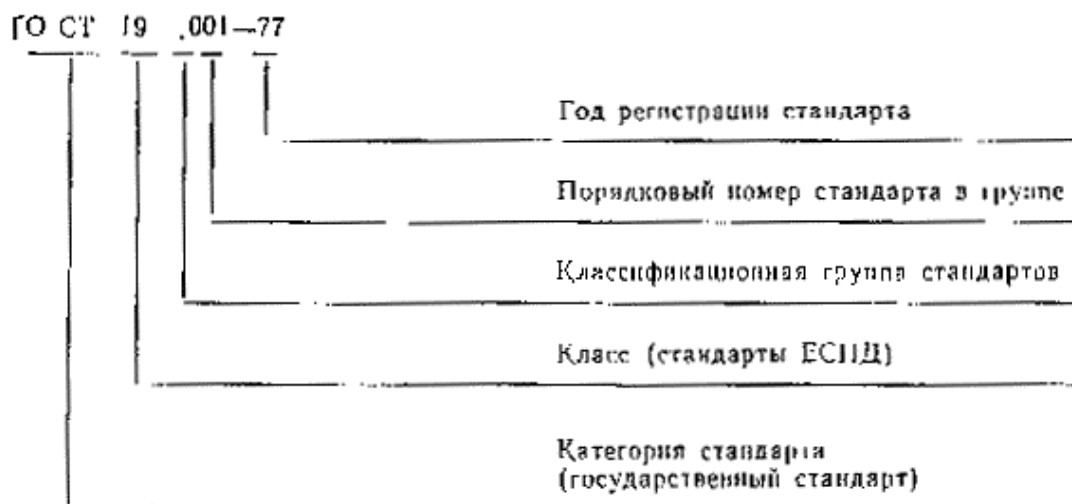 ГОСТ 19 .001—77
Год регистрации стандарта
Порядковый номер стандарта в группе
Классификационная группа стандартов
Класс (стандарты ЕСПД)
Категория стандарта
(государственный стандарт)